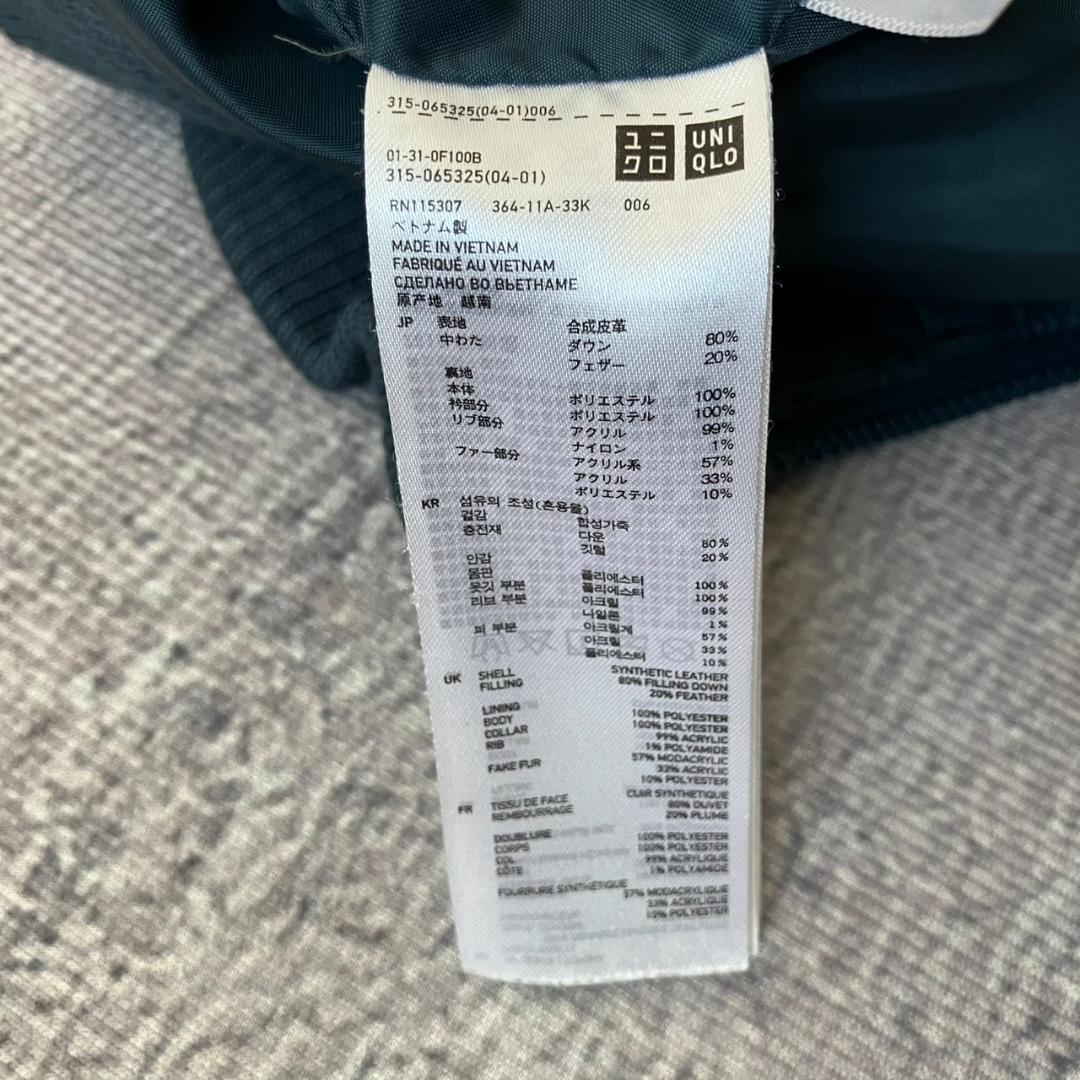 315-065325(04-01)006
ユニクロ
UNIQLO
01-31-0F100B
315-065325(04-01)
RN115307 364-11A-33K 006
ベトナム製
MADE IN VIETNAM
FABRIQUÉ AU VIETNAM
СДЕЛАНО ВО ВЬЕТНАМЕ
原产地 越南
JP 表地 合成皮革
中わた ダウン 80%
フェザー 20%
裏地
本体 ポリエステル 100%
衿部分 ポリエステル 100%
リブ部分 アクリル 99%
ナイロン 1%
ファー部分 アクリル系 57%
アクリル 33%
ポリエステル 10%
KR 섬유의 조성(혼용율)
겉감 합성가죽
충전재 다운 80%
깃털 20%
안감
몸판 폴리에스터 100%
옷깃 부분 폴리에스터 100%
리브 부분 아크릴 99%
나일론 1%
퍼 부분 아크릴계 57%
아크릴 33%
폴리에스터 10%
UK SHELL SYNTHETIC LEATHER
FILLING 80% FILLING DOWN
20% FEATHER
LINING
BODY 100% POLYESTER
COLLAR 100% POLYESTER
RIB 99% ACRYLIC
1% POLYAMIDE
FAKE FUR 57% MODACRYLIC
33% ACRYLIC
10% POLYESTER
FR TISSU DE FACE CUIR SYNTHETIQUE
REMBOURRAGE 80% DUVET
20% PLUME
DOUBLURE
CORPS 100% POLYESTER
COL 100% POLYESTER
CÔTE 99% ACRYLIQUE
1% POLYAMIDE
FOURRURE SYNTHÉTIQUE 57% MODACRYLIQUE
33% ACRYLIQUE
10% POLYESTER